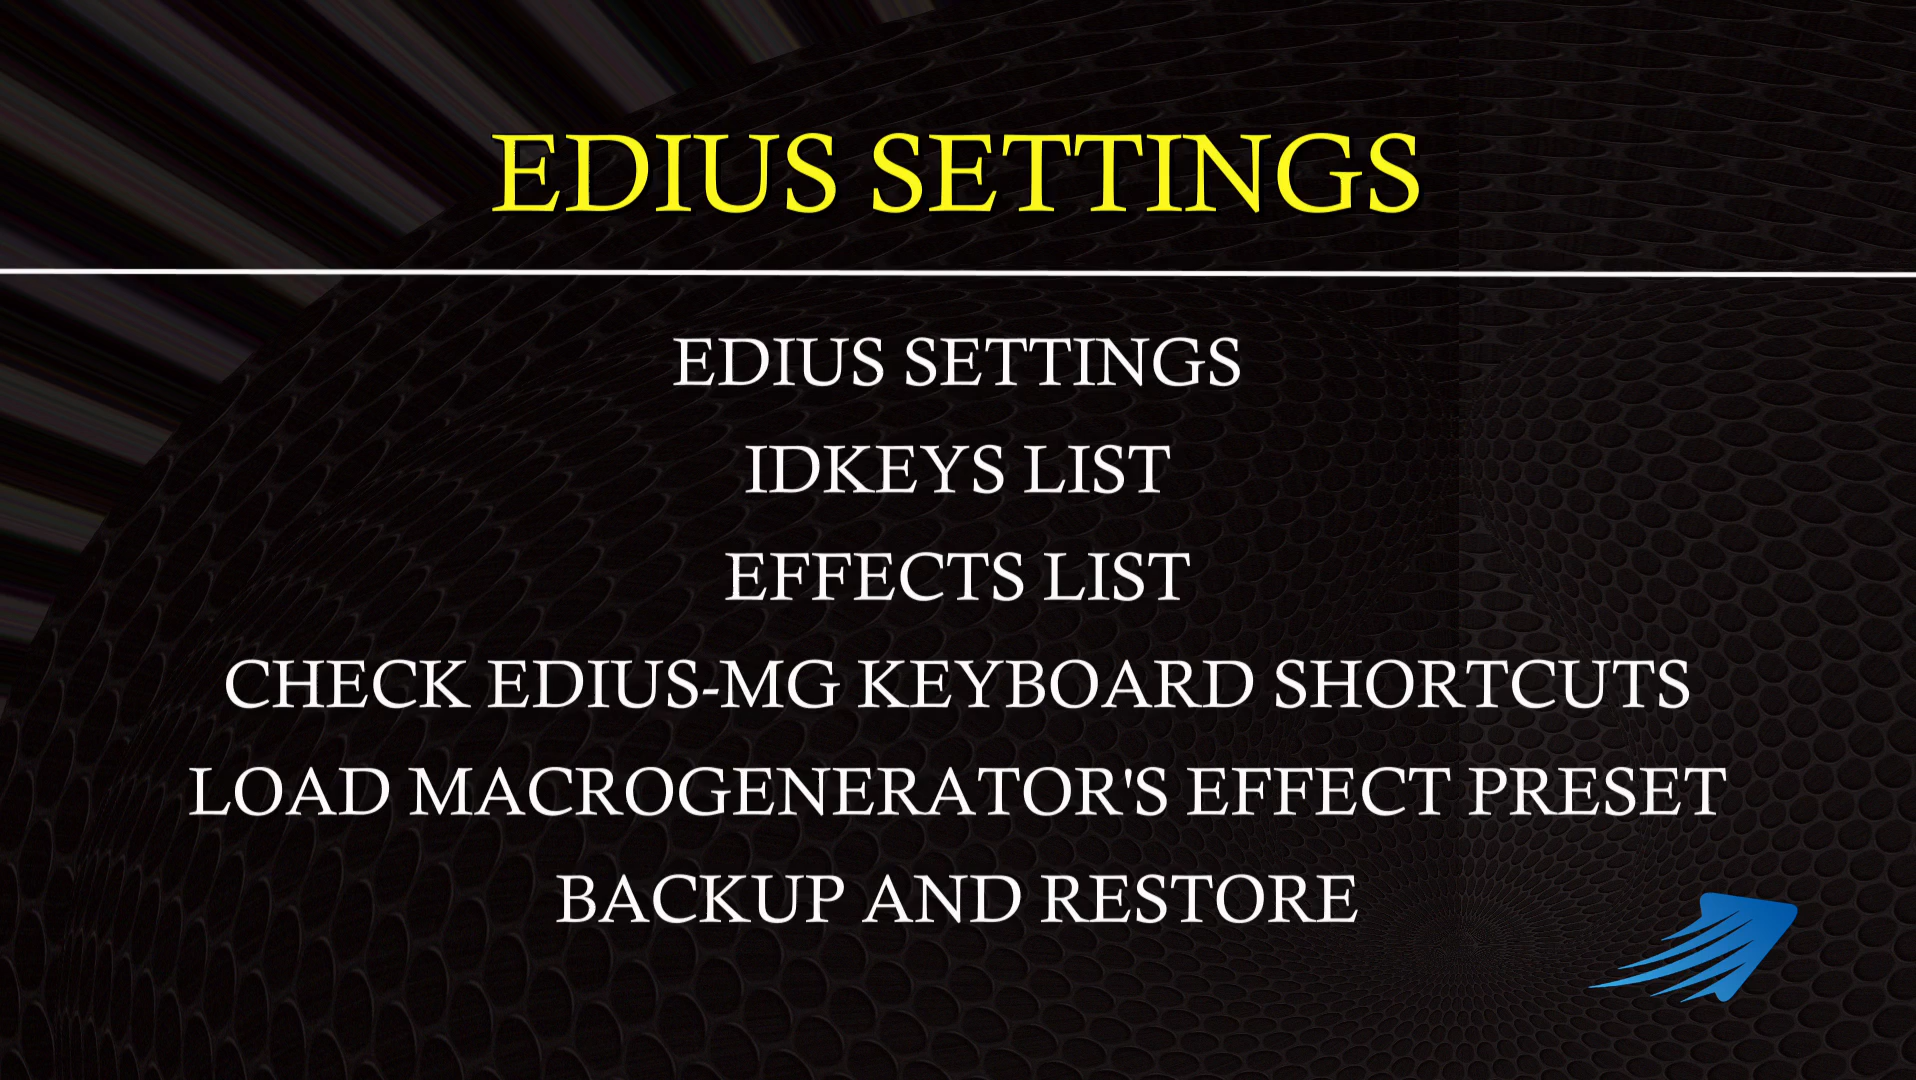 EDIUS SETTINGS
EDIUS SETTINGS
IDKEYS LIST
EFFECTS LIST
CHECK EDIUS-MG KEYBOARD SHORTCUTS
LOAD MACROGENERATOR'S EFFECT PRESET
BACKUP AND RESTORE